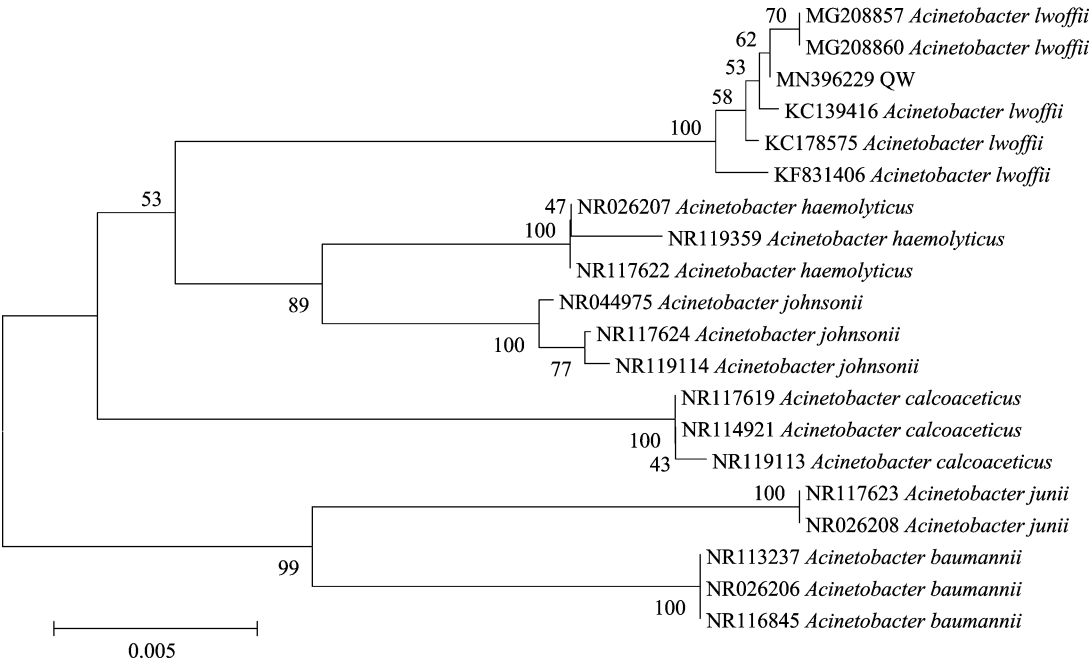 70 MG208857 Acinetobacter lwoffii
62 MG208860 Acinetobacter lwoffii
53 MN396229 QW
58 KC139416 Acinetobacter lwoffii
100 KC178575 Acinetobacter lwoffii
KF831406 Acinetobacter lwoffii
53
47 NR026207 Acinetobacter haemolyticus
100 NR119359 Acinetobacter haemolyticus
NR117622 Acinetobacter haemolyticus
89 NR044975 Acinetobacter johnsonii
100 NR117624 Acinetobacter johnsonii
77 NR119114 Acinetobacter johnsonii
NR117619 Acinetobacter calcoaceticus
100 NR114921 Acinetobacter calcoaceticus
43 NR119113 Acinetobacter calcoaceticus
100 NR117623 Acinetobacter junii
NR026208 Acinetobacter junii
99 NR113237 Acinetobacter baumannii
NR026206 Acinetobacter baumannii
100 NR116845 Acinetobacter baumannii
0.005